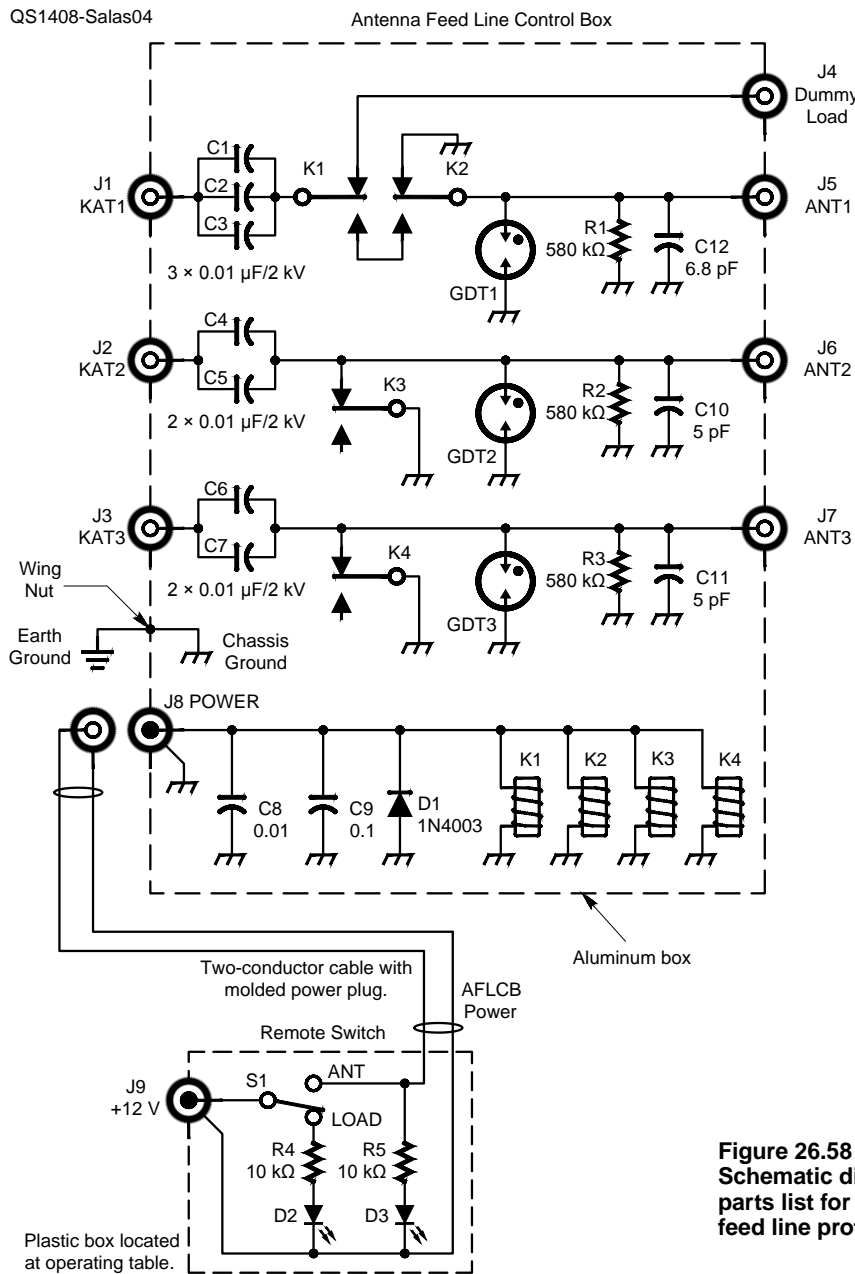 QS1408-Salas04
Antenna Feed Line Control Box
J4
Dummy
Load
C1
K1
K2
J1
KAT1
C2
J5
ANT1
C3
R1
580 kΩ
C12
6.8 pF
3 × 0.01 µF/2 kV
GDT1
C4
J2
KAT2
J6
ANT2
C5
K3
R2
580 kΩ
C10
5 pF
2 × 0.01 µF/2 kV
GDT2
C6
J3
KAT3
J7
ANT3
C7
K4
R3
580 kΩ
C11
5 pF
2 × 0.01 µF/2 kV
GDT3
Wing
Nut
Earth
Ground
Chassis
Ground
J8 POWER
K1
K2
K3
K4
C8
0.01
C9
0.1
D1
1N4003
Aluminum box
Two-conductor cable with
molded power plug.
AFLCB
Power
Remote Switch
J9
+12 V
S1
ANT
LOAD
R4
10 kΩ
R5
10 kΩ
D2
D3
Plastic box located
at operating table.
Figure 26.58
Schematic di
parts list for
feed line pro